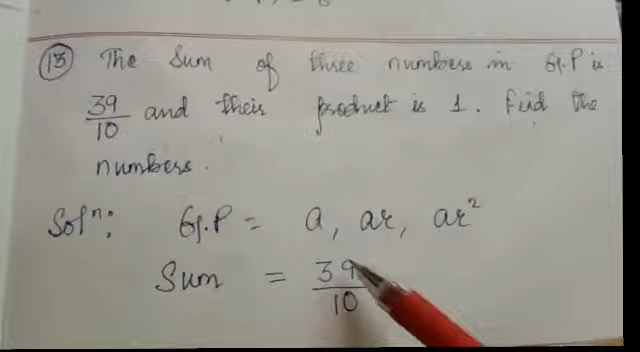 (13) The Sum of three numbers in G.P is
39/10 and their product is 1. Find the
numbers.
Solⁿ: G.P = a, ar, ar²
Sum = 39/10